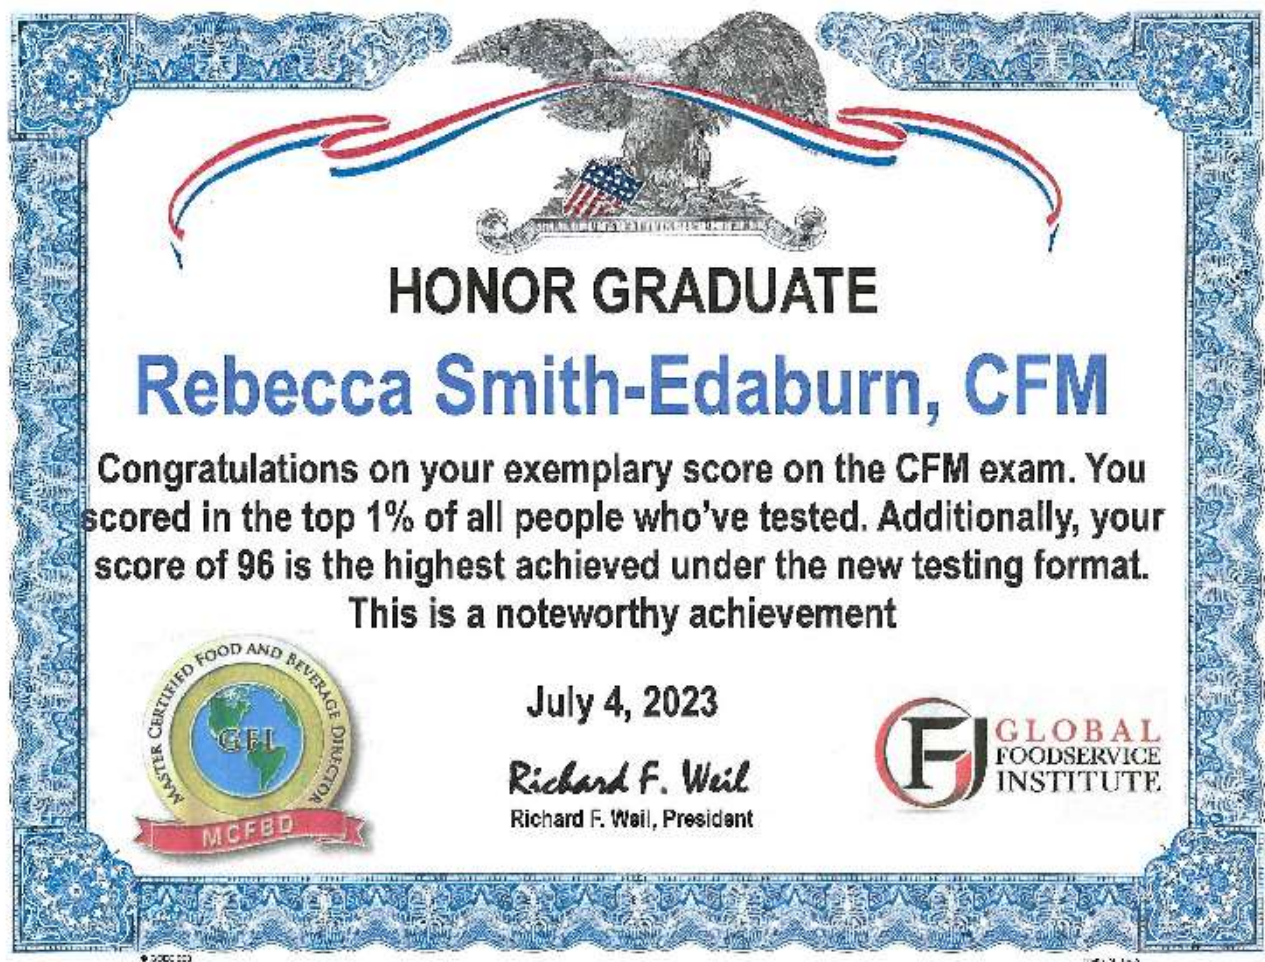 HONOR GRADUATE
Rebecca Smith-Edaburn, CFM
Congratulations on your exemplary score on the CFM exam. You
scored in the top 1% of all people who've tested. Additionally, your
score of 96 is the highest achieved under the new testing format.
This is a noteworthy achievement
MASTER CERTIFIED FOOD AND BEVERAGE DIRECTOR
GFI
MCFBD
July 4, 2023
Richard F. Weil
Richard F. Weil, President
GLOBAL
FOODSERVICE
INSTITUTE